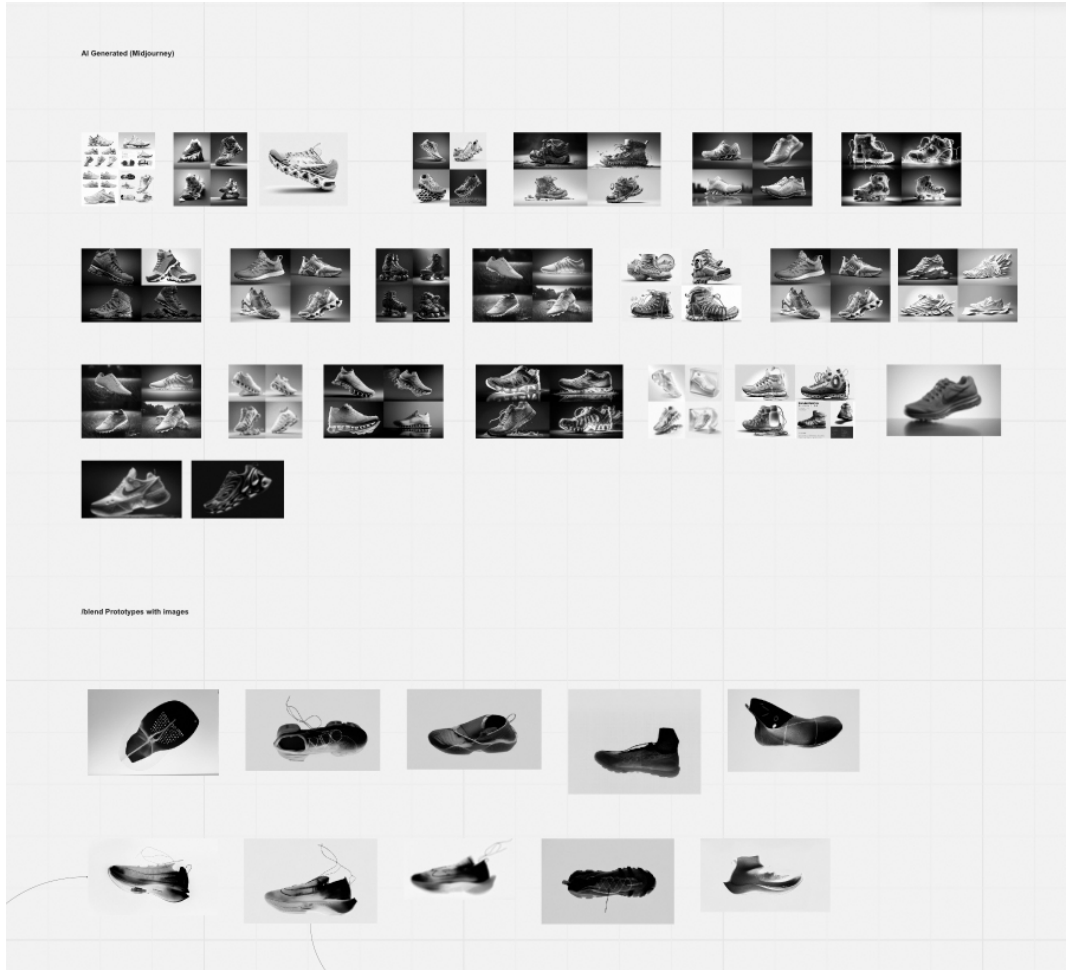 AI Generated (Midjourney)
/blend Prototypes with images